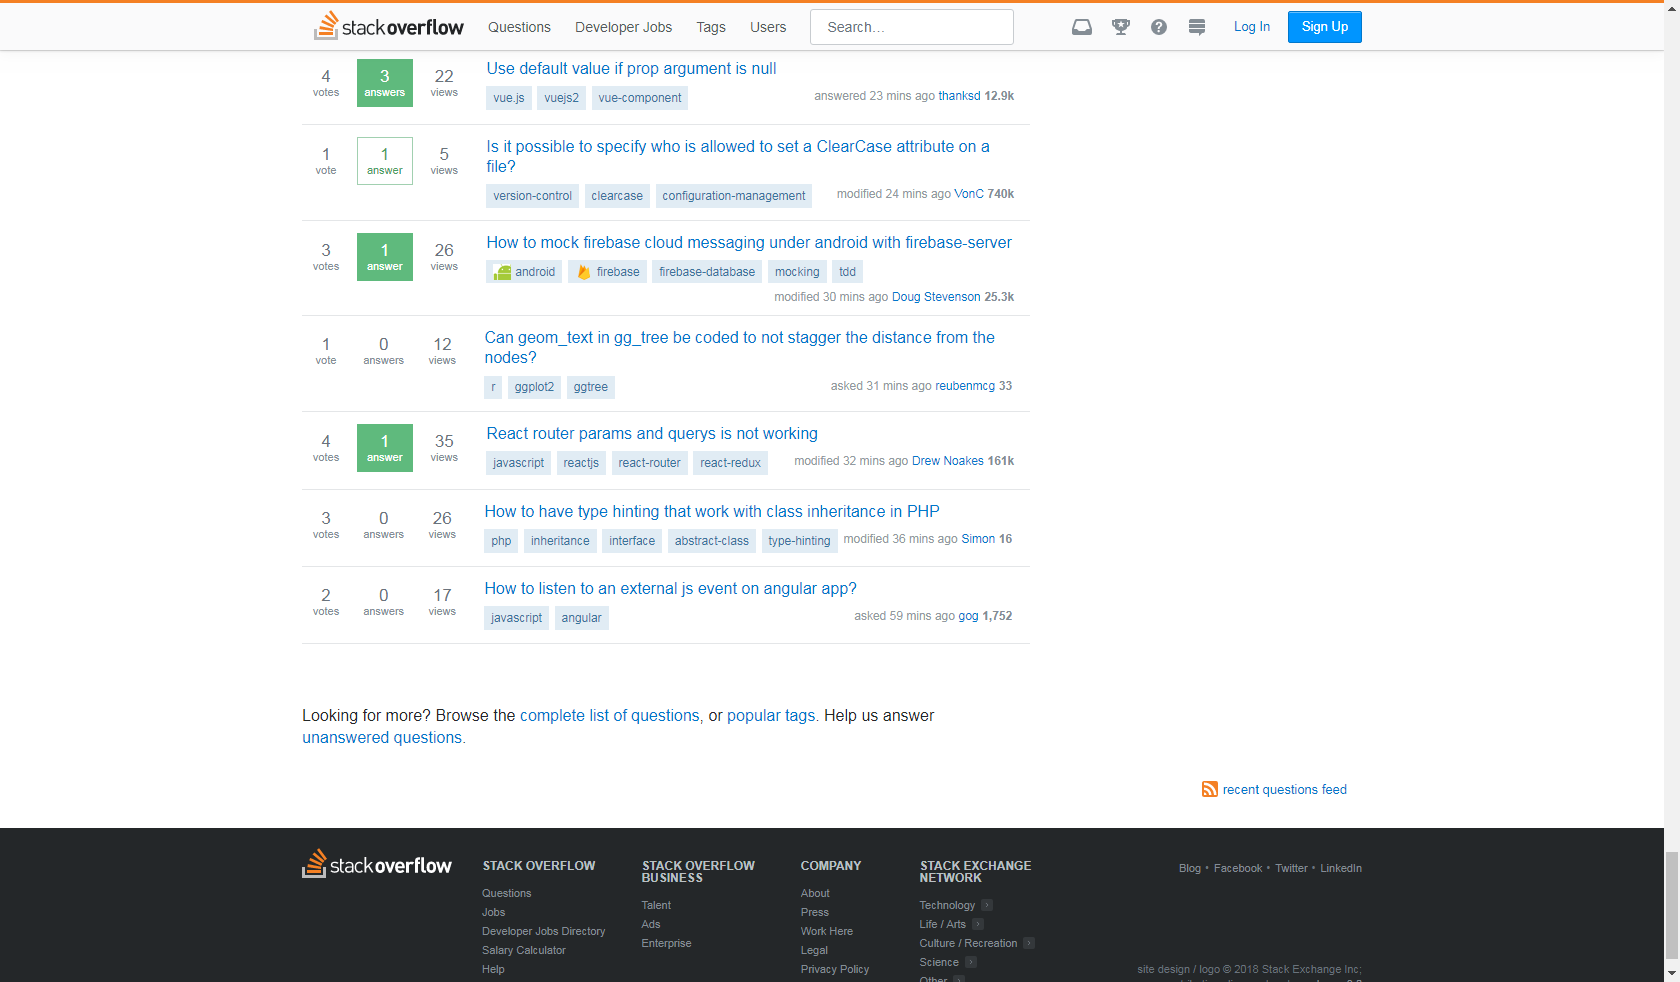 stackoverflow Questions Developer Jobs Tags Users Search... Log In Sign Up
4 votes 3 answers 22 views
Use default value if prop argument is null
vue.js vuejs2 vue-component
answered 23 mins ago thanksd 12.9k
1 vote 1 answer 5 views
Is it possible to specify who is allowed to set a ClearCase attribute on a
file?
version-control clearcase configuration-management
modified 24 mins ago VonC 740k
3 votes 1 answer 26 views
How to mock firebase cloud messaging under android with firebase-server
android firebase firebase-database mocking tdd
modified 30 mins ago Doug Stevenson 25.3k
1 vote 0 answers 12 views
Can geom_text in gg_tree be coded to not stagger the distance from the
nodes?
r ggplot2 ggtree
asked 31 mins ago reubenmcg 33
4 votes 1 answer 35 views
React router params and querys is not working
javascript reactjs react-router react-redux
modified 32 mins ago Drew Noakes 161k
3 votes 0 answers 26 views
How to have type hinting that work with class inheritance in PHP
php inheritance interface abstract-class type-hinting
modified 36 mins ago Simon 16
2 votes 0 answers 17 views
How to listen to an external js event on angular app?
javascript angular
asked 59 mins ago gog 1,752
Looking for more? Browse the complete list of questions, or popular tags. Help us answer
unanswered questions.
recent questions feed
stackoverflow
STACK OVERFLOW
Questions
Jobs
Developer Jobs Directory
Salary Calculator
Help
STACK OVERFLOW
BUSINESS
Talent
Ads
Enterprise
COMPANY
About
Press
Work Here
Legal
Privacy Policy
STACK EXCHANGE
NETWORK
Technology
Life / Arts
Culture / Recreation
Science
Other
Blog • Facebook • Twitter • LinkedIn
site design / logo © 2018 Stack Exchange Inc;